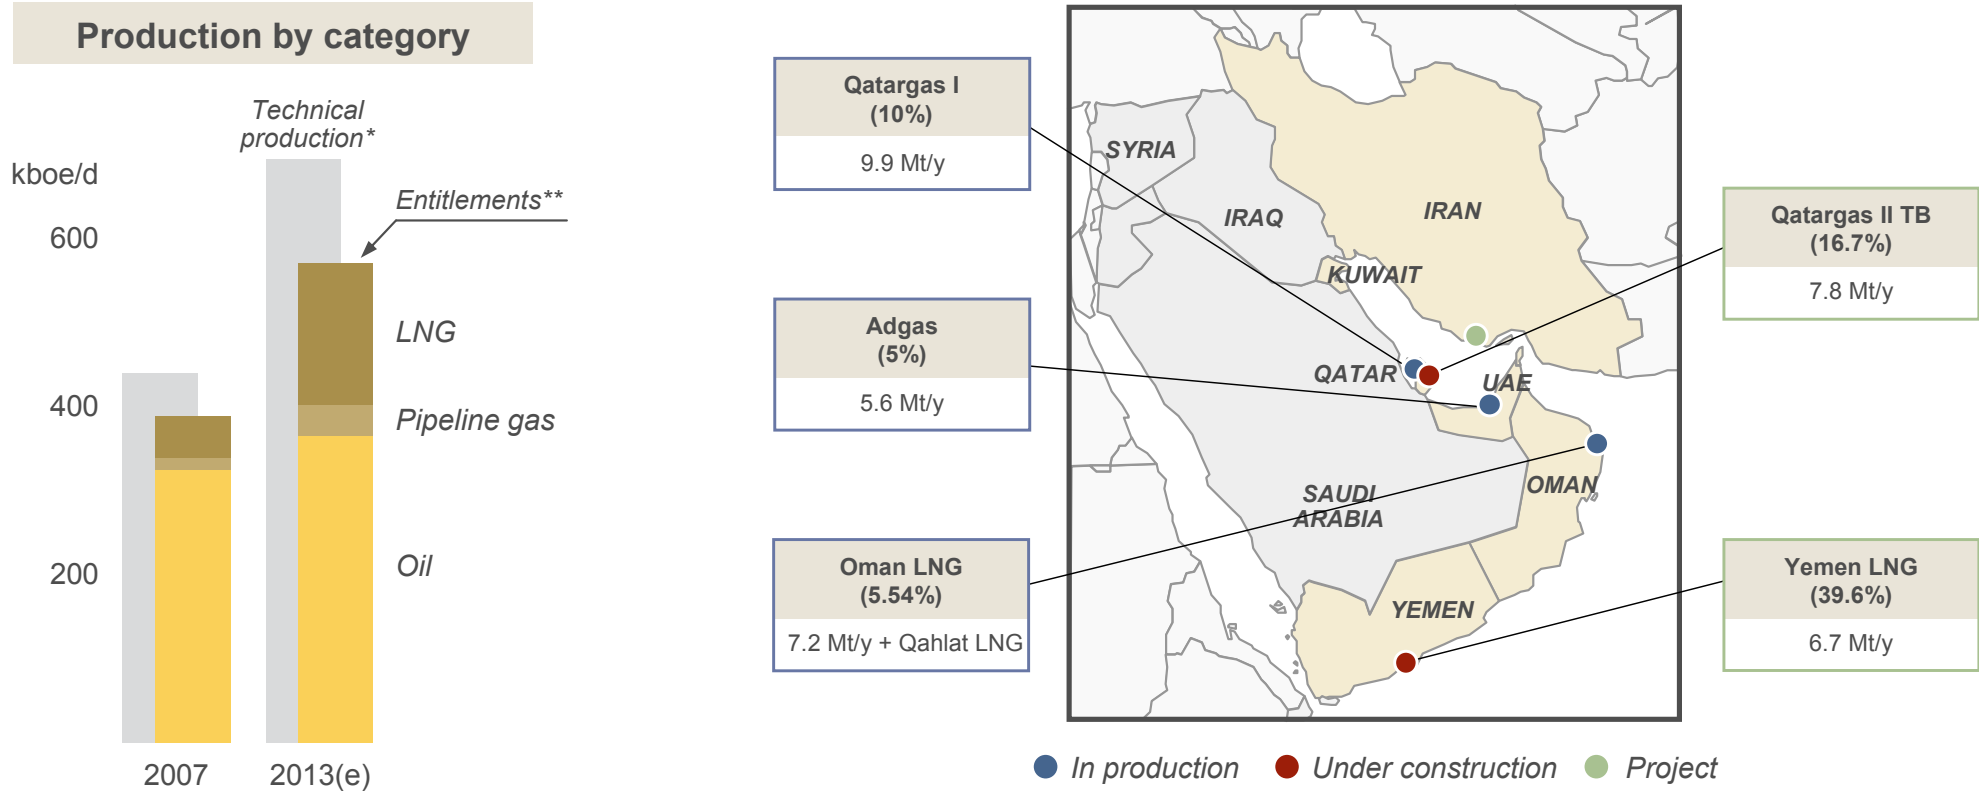 Production by category
Technical
production*
kboe/d
Entitlements**
600
LNG
400
Pipeline gas
Oil
200
2007
2013(e)
Qatargas I
(10%)
9.9 Mt/y
Adgas
(5%)
5.6 Mt/y
Oman LNG
(5.54%)
7.2 Mt/y + Qahlat LNG
SYRIA
IRAQ
IRAN
KUWAIT
QATAR
UAE
SAUDI
ARABIA
OMAN
YEMEN
Qatargas II TB
(16.7%)
7.8 Mt/y
Yemen LNG
(39.6%)
6.7 Mt/y
In production
Under construction
Project